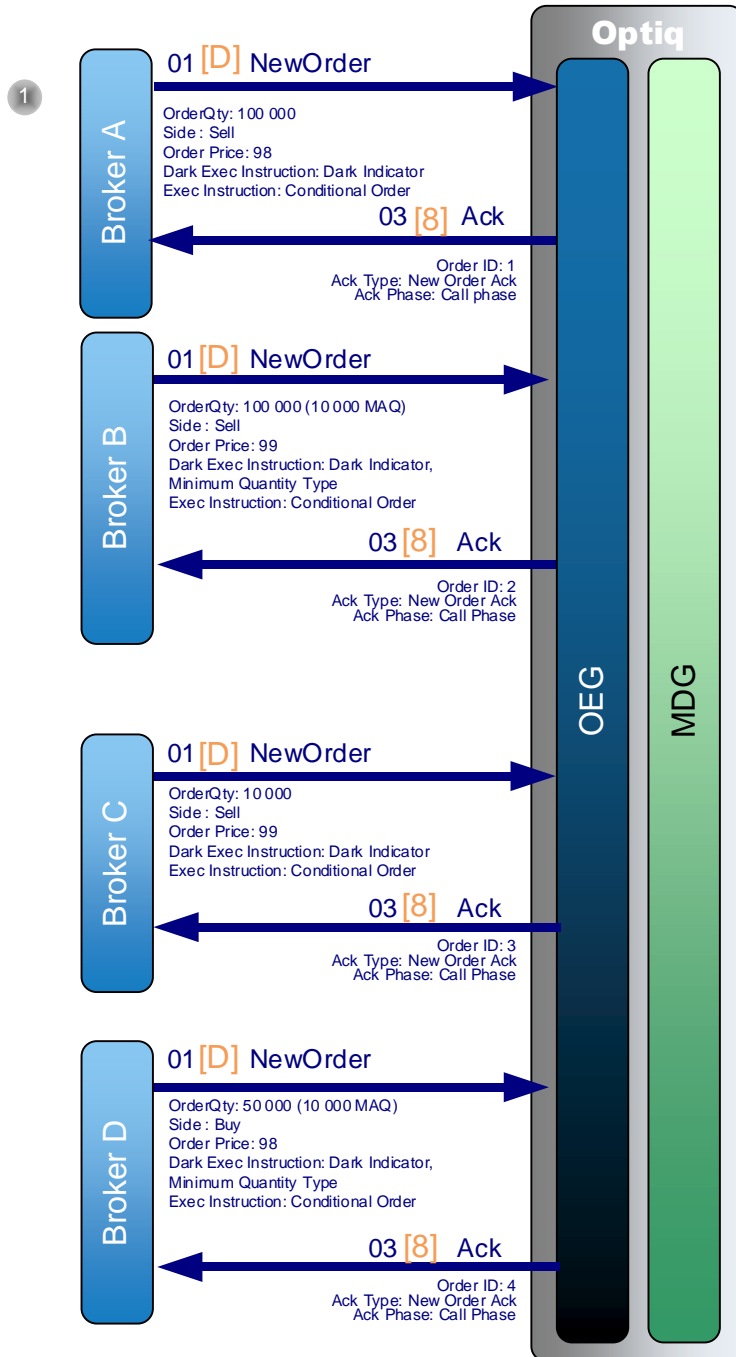 Optiq
1
Broker A
01 [D] NewOrder
OrderQty: 100 000
Side : Sell
Order Price: 98
Dark Exec Instruction: Dark Indicator
Exec Instruction: Conditional Order
03 [8] Ack
Order ID: 1
Ack Type: New Order Ack
Ack Phase: Call phase
Broker B
01 [D] NewOrder
OrderQty: 100 000 (10 000 MAQ)
Side : Sell
Order Price: 99
Dark Exec Instruction: Dark Indicator,
Minimum Quantity Type
Exec Instruction: Conditional Order
03 [8] Ack
Order ID: 2
Ack Type: New Order Ack
Ack Phase: Call Phase
OEG
MDG
Broker C
01 [D] NewOrder
OrderQty: 10 000
Side : Sell
Order Price: 99
Dark Exec Instruction: Dark Indicator
Exec Instruction: Conditional Order
03 [8] Ack
Order ID: 3
Ack Type: New Order Ack
Ack Phase: Call Phase
Broker D
01 [D] NewOrder
OrderQty: 50 000 (10 000 MAQ)
Side : Buy
Order Price: 98
Dark Exec Instruction: Dark Indicator,
Minimum Quantity Type
Exec Instruction: Conditional Order
03 [8] Ack
Order ID: 4
Ack Type: New Order Ack
Ack Phase: Call Phase